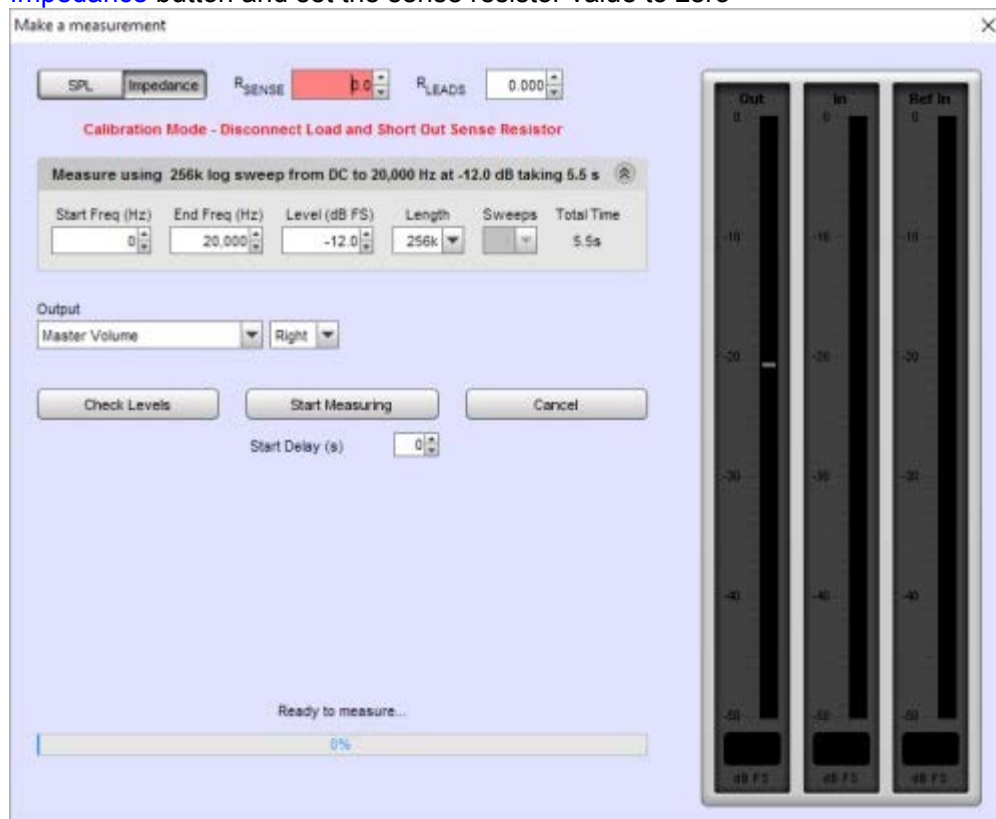 Impedance button and set the sense resistor value to zero
Make a measurement
SPL Impedance RSENSE 0.0 RLEADS 0.000
Calibration Mode - Disconnect Load and Short Out Sense Resistor
Measure using 256k log sweep from DC to 20,000 Hz at -12.0 dB taking 5.5 s
Start Freq (Hz) End Freq (Hz) Level (dB FS) Length Sweeps Total Time
0 20,000 -12.0 256k 5.5s
Output
Master Volume Right
Check Levels Start Measuring Cancel
Start Delay (s) 0
Ready to measure...
0%
Out In Ref In
0 0 0
-10 -10 -10
-20 -20 -20
-30 -30 -30
-40 -40 -40
-50 -50 -50
dB FS dB FS dB FS